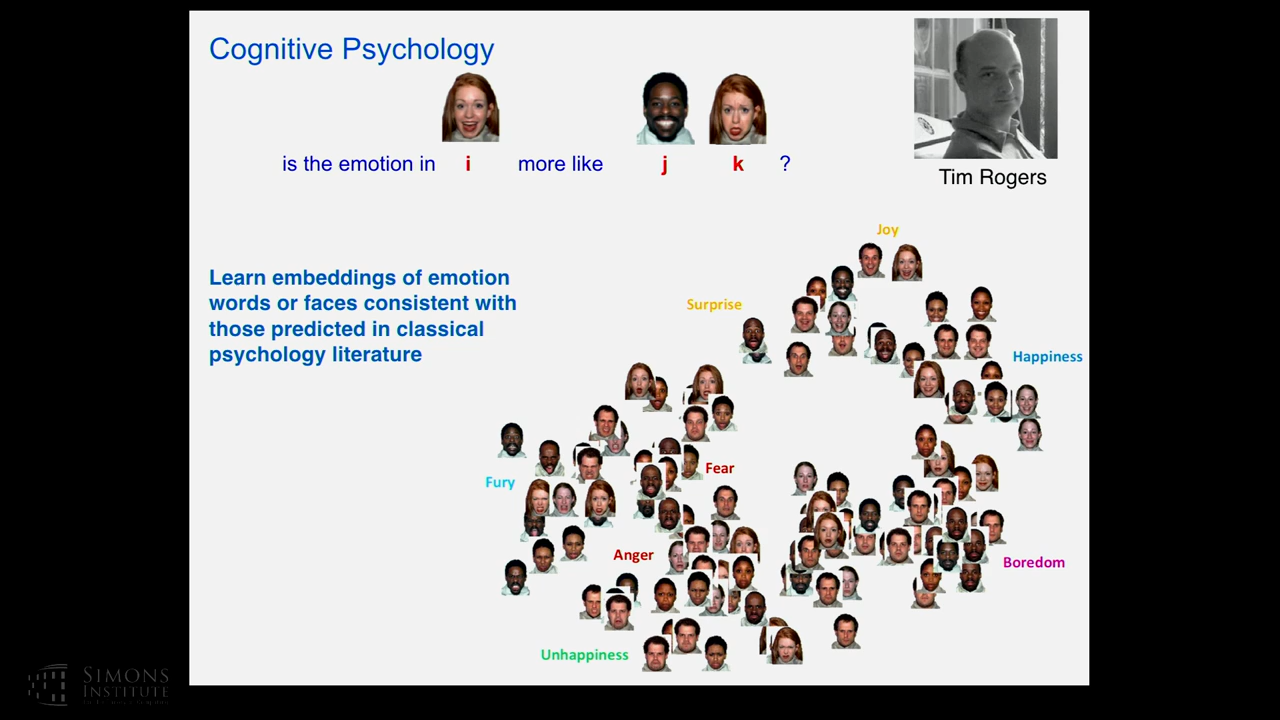 Cognitive Psychology
is the emotion in i more like j k ?
Tim Rogers
Learn embeddings of emotion
words or faces consistent with
those predicted in classical
psychology literature
Joy
Surprise
Happiness
Fear
Fury
Anger
Boredom
Unhappiness
SIMONS
INSTITUTE